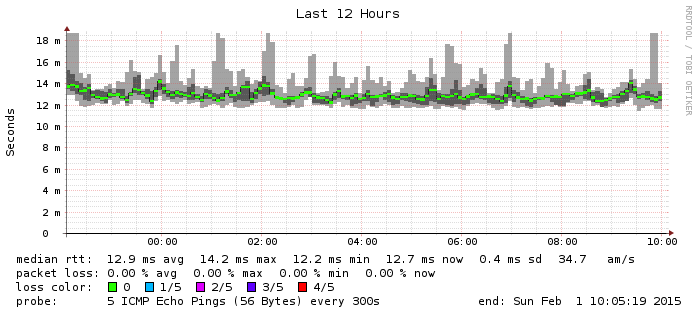 Last 12 Hours
RRDTOOL / TOBI OETIKER
Seconds
18 m
16 m
14 m
12 m
10 m
8 m
6 m
4 m
2 m
0
00:00 02:00 04:00 06:00 08:00 10:00
median rtt: 12.9 ms avg 14.2 ms max 12.2 ms min 12.7 ms now 0.4 ms sd 34.7 am/s
packet loss: 0.00 % avg 0.00 % max 0.00 % min 0.00 % now
loss color: 0 1/5 2/5 3/5 4/5
probe: 5 ICMP Echo Pings (56 Bytes) every 300s end: Sun Feb 1 10:05:19 2015